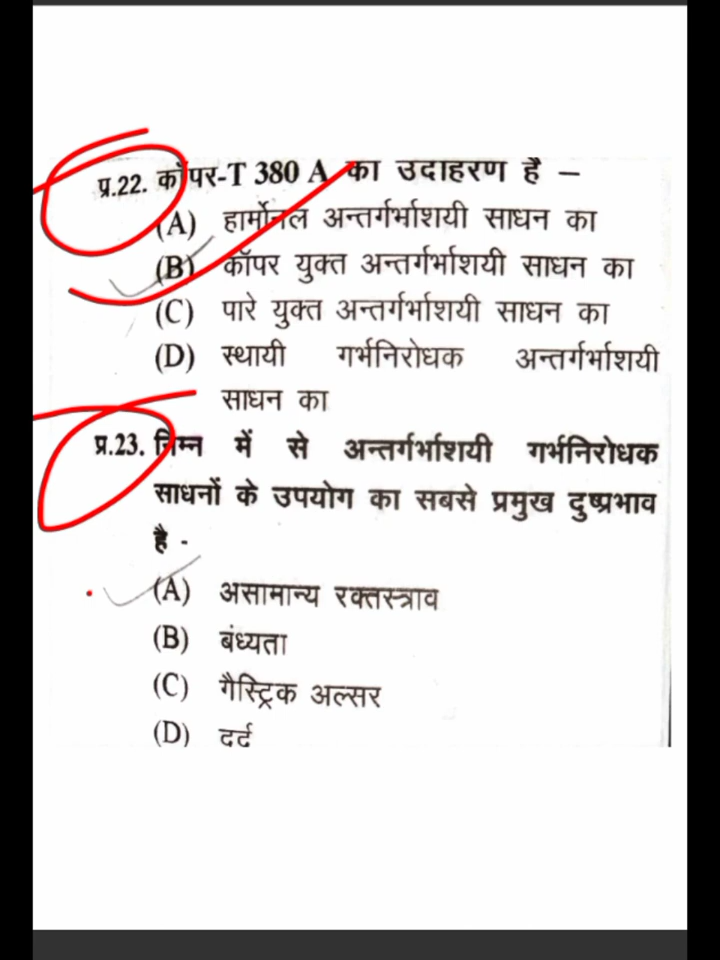 प्र.22. कॉपर-T 380 A का उदाहरण है –
(A) हार्मोनल अन्तर्गर्भाशयी साधन का
(B) कॉपर युक्त अन्तर्गर्भाशयी साधन का
(C) पारे युक्त अन्तर्गर्भाशयी साधन का
(D) स्थायी गर्भनिरोधक अन्तर्गर्भाशयी
साधन का
प्र.23. निम्न में से अन्तर्गर्भाशयी गर्भनिरोधक
साधनों के उपयोग का सबसे प्रमुख दुष्प्रभाव
है -
(A) असामान्य रक्तस्त्राव
(B) बंध्यता
(C) गैस्ट्रिक अल्सर
(D) दर्द